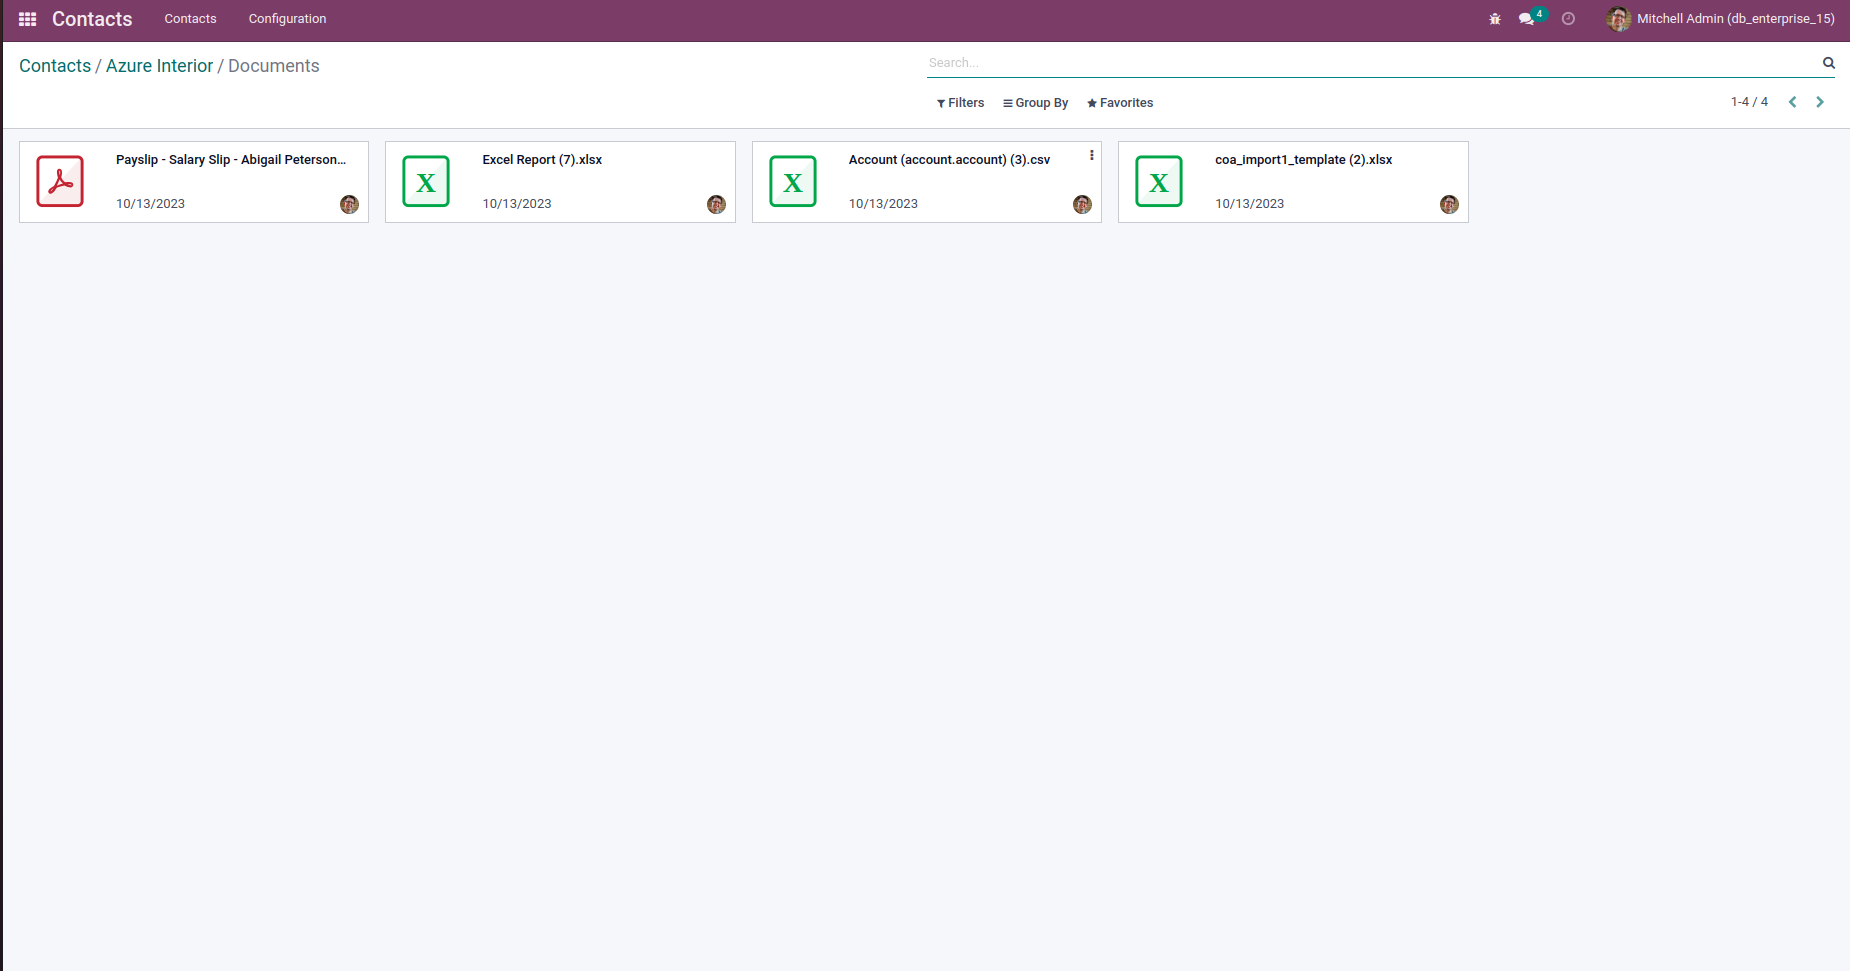 Contacts Contacts Configuration 4 Mitchell Admin (db_enterprise_15)
Contacts / Azure Interior / Documents
Search...
Filters Group By Favorites 1-4 / 4
Payslip - Salary Slip - Abigail Peterson...
10/13/2023
X
Excel Report (7).xlsx
10/13/2023
X
Account (account.account) (3).csv
10/13/2023
X
coa_import1_template (2).xlsx
10/13/2023